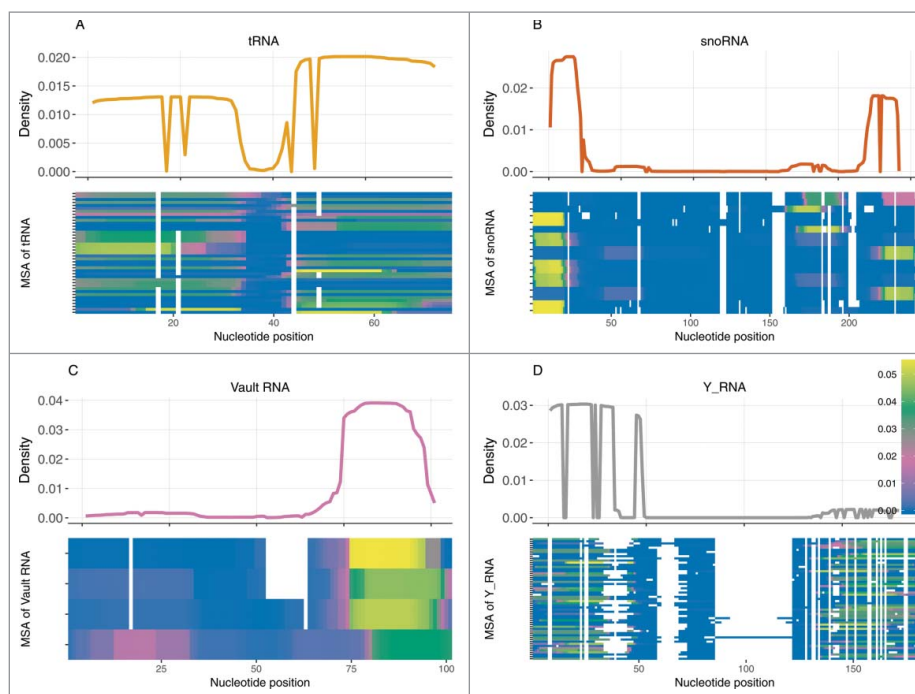 A
tRNA
Density
0.020
0.015
0.010
0.005
0.000
MSA of tRNA
20 40 60
Nucleotide position
B
snoRNA
Density
0.02
0.01
0.00
MSA of snoRNA
50 100 150 200
Nucleotide position
C
Vault RNA
Density
0.04
0.03
0.02
0.01
0.00
MSA of Vault RNA
25 50 75 100
Nucleotide position
D
Y_RNA
Density
0.03
0.02
0.01
0.00
MSA of Y_RNA
50 100 150
Nucleotide position
0.05
0.04
0.03
0.02
0.01
0.00